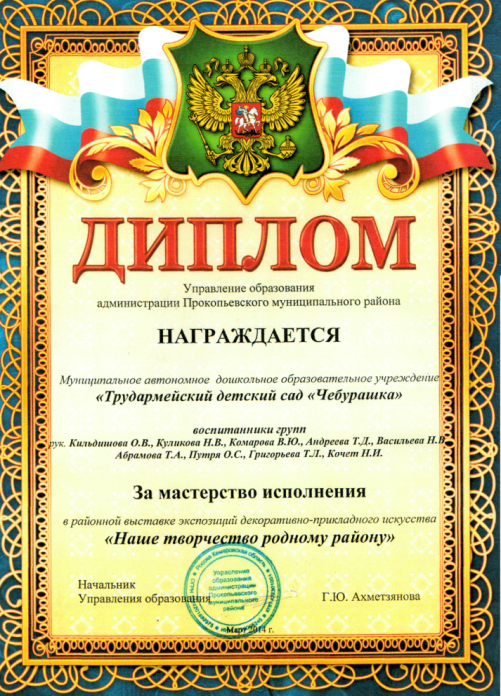 ДИПЛОМ
Управление образования
администрации Прокопьевского муниципального района
НАГРАЖДАЕТСЯ
Муниципальное автономное дошкольное образовательное учреждение
«Трудармейский детский сад «Чебурашка»
воспитанники групп
рук. Кильдишова О.В., Куликова Н.В., Комарова В.Ю., Андреева Т.Д., Васильева Н.В.
Абрамова Т.А., Путря О.С., Григорьева Т.Л., Кочет Н.И.
За мастерство исполнения
в районной выставке экспозиций декоративно-прикладного искусства
«Наше творчество родному району»
Начальник
Управления образования
Г.Ю. Ахметзянова
Управление
образования
администрации
Прокопьевского
муниципального
района
Март 2014 г.